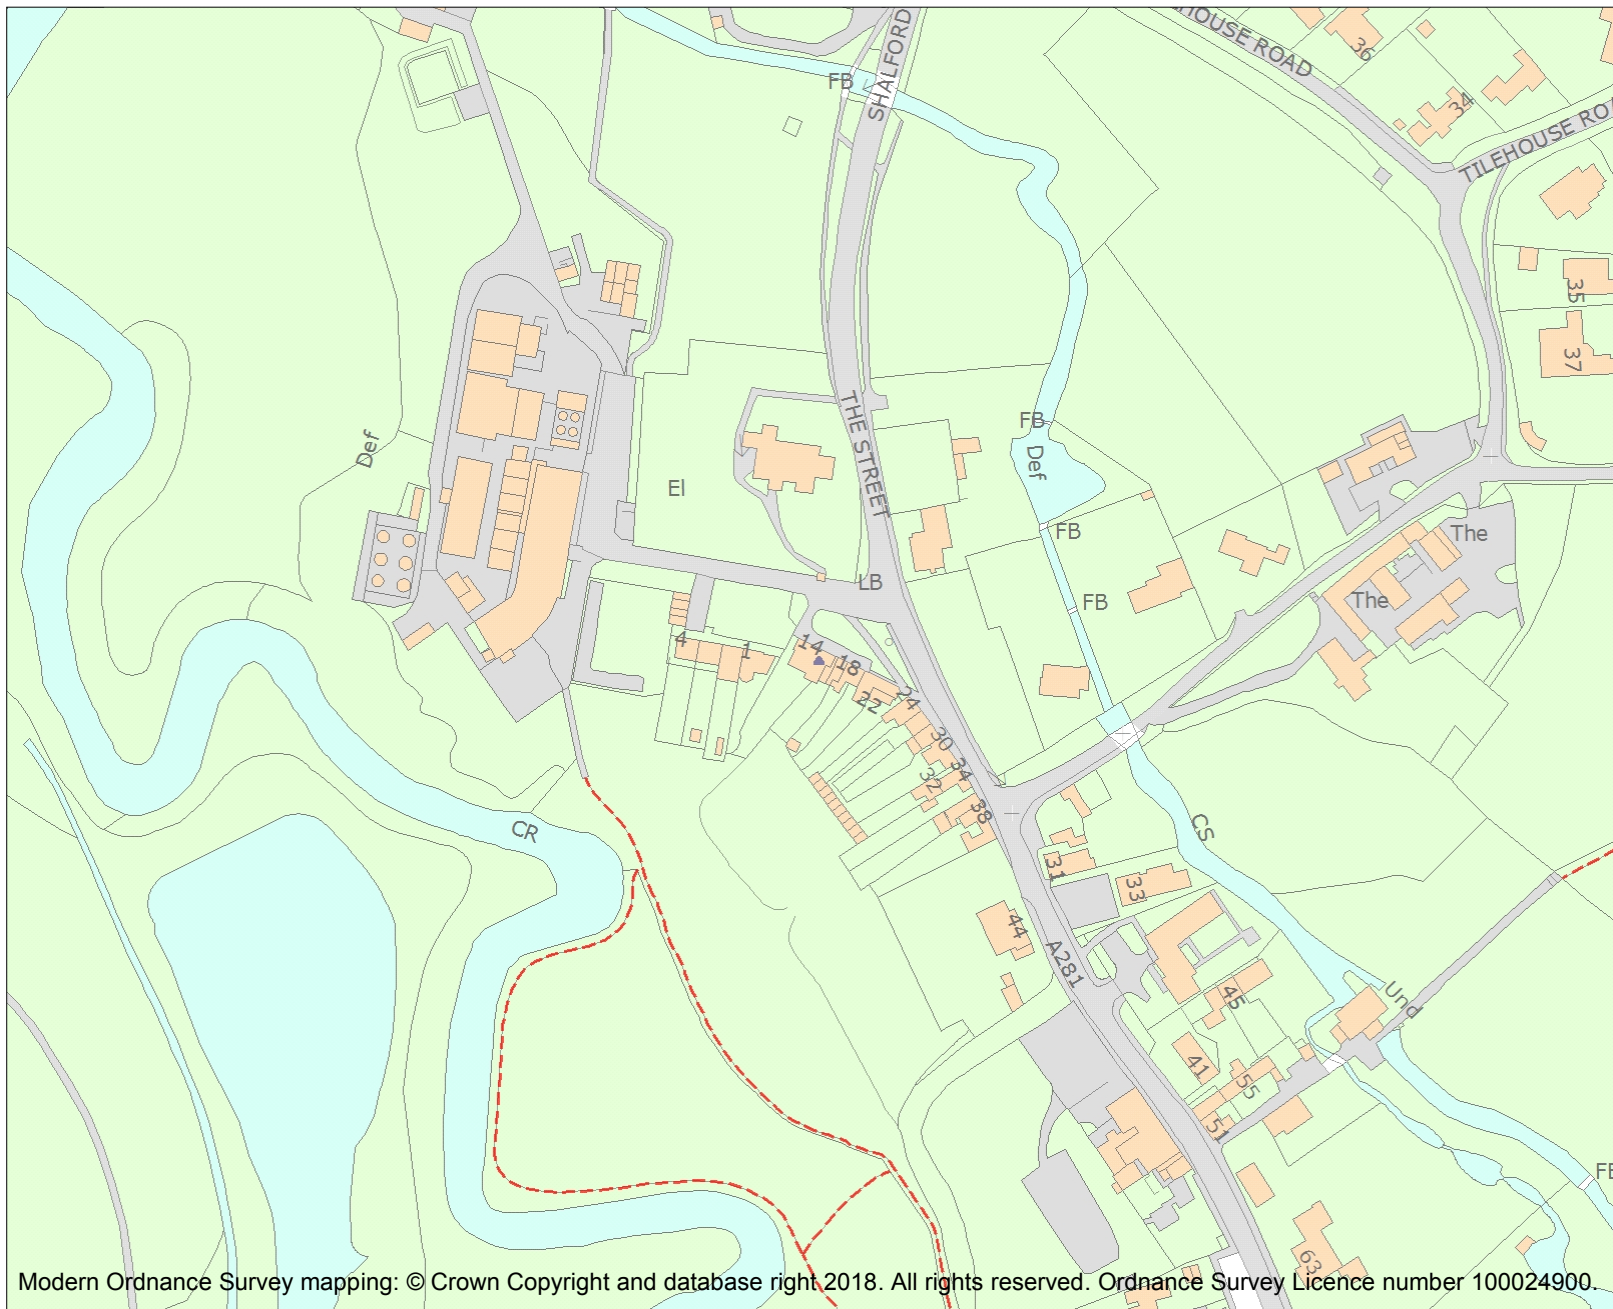 HOUSE ROAD
36
SHALFORD
FB
34
TILEHOUSE ROA
35
37
THE STREET
FB
Def
Def
El
FB
The
LB
FB
The
4
1
14
18
22
24
30
34
32
38
CR
CS
31
33
44
A281
45
Und
41
55
51
FB
63
Modern Ordnance Survey mapping: © Crown Copyright and database right 2018. All rights reserved. Ordnance Survey Licence number 100024900.